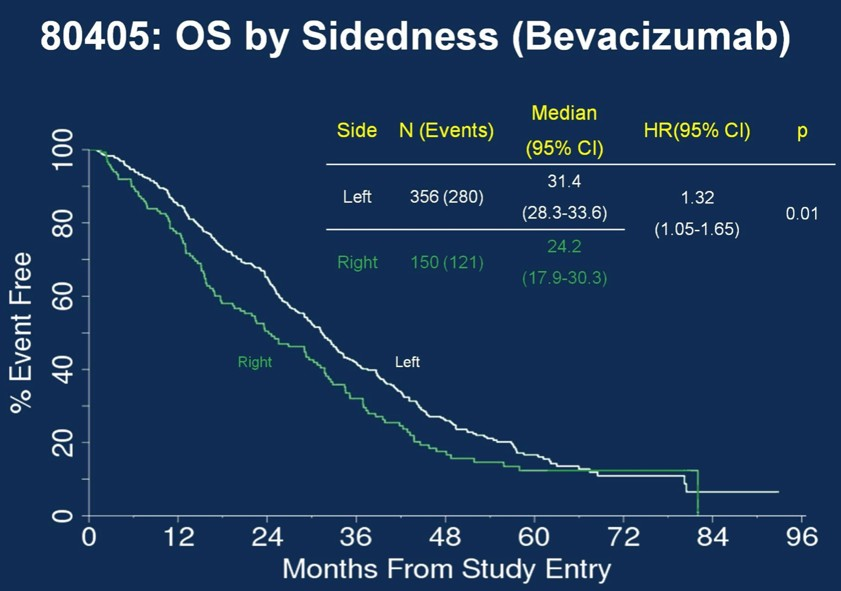 80405: OS by Sidedness (Bevacizumab)
Side N (Events) Median (95% CI) HR(95% CI) p
Left 356 (280) 31.4 (28.3-33.6) 1.32 (1.05-1.65) 0.01
Right 150 (121) 24.2 (17.9-30.3)
% Event Free
100
80
60
40
20
0
Right
Left
0 12 24 36 48 60 72 84 96
Months From Study Entry